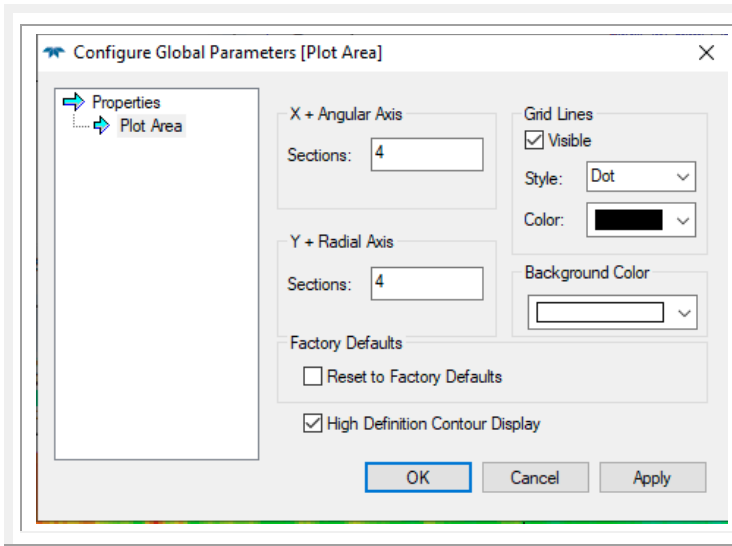 Configure Global Parameters [Plot Area]
Properties
Plot Area
X + Angular Axis
Sections: 4
Y + Radial Axis
Sections: 4
Grid Lines
Visible
Style: Dot
Color:
Background Color
Factory Defaults
Reset to Factory Defaults
High Definition Contour Display
OK Cancel Apply